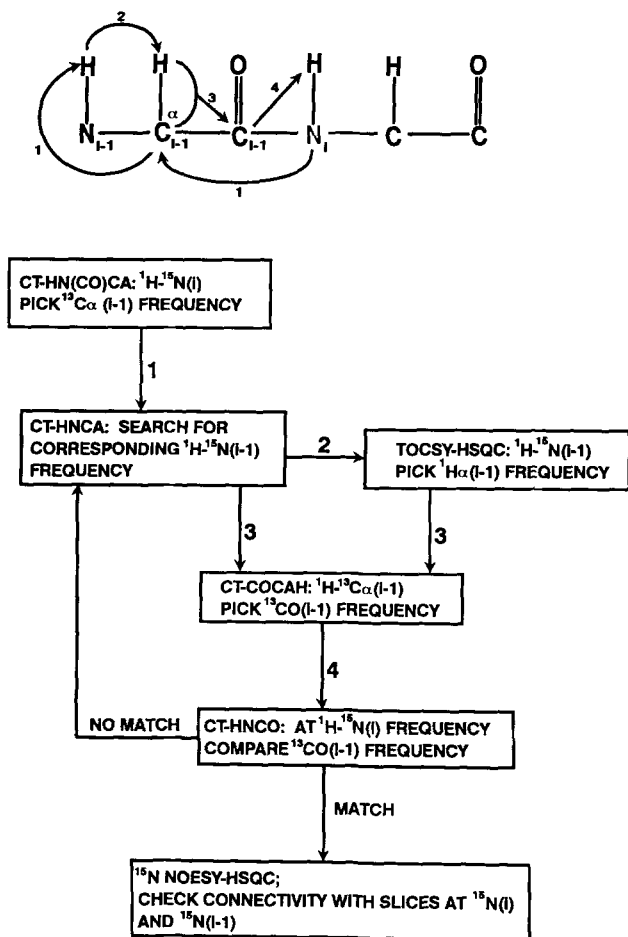 2
H H O H H O
3 4
α
N i-1 C i-1 C i-1 N i C C
1 1
CT-HN(CO)CA: ¹H-¹⁵N(i)
PICK ¹³Cα (i-1) FREQUENCY
1
CT-HNCA: SEARCH FOR
CORRESPONDING ¹H-¹⁵N(i-1)
FREQUENCY
2
TOCSY-HSQC: ¹H-¹⁵N(i-1)
PICK ¹Hα(i-1) FREQUENCY
3 3
CT-COCAH: ¹H-¹³Cα(i-1)
PICK ¹³CO(i-1) FREQUENCY
4
NO MATCH
CT-HNCO: AT ¹H-¹⁵N(i) FREQUENCY
COMPARE ¹³CO(i-1) FREQUENCY
MATCH
¹⁵N NOESY-HSQC;
CHECK CONNECTIVITY WITH SLICES AT ¹⁵N(i)
AND ¹⁵N(i-1)